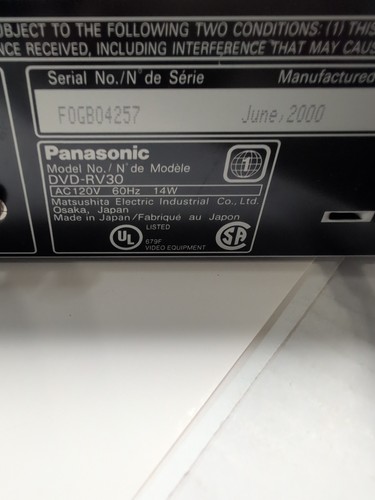 BJECT TO THE FOLLOWING TWO CONDITIONS: (1) THIS
NCE RECEIVED, INCLUDING INTERFERENCE THAT MAY CAUS
Serial No./N° de Série Manufactured
F0GB04257 June, 2000
Panasonic
Model No./N° de Modèle
DVD-RV30
AC120V 60Hz 14W
Matsushita Electric Industrial Co., Ltd.
Osaka, Japan
Made in Japan/Fabriqué au Japon
1
UL LISTED
679F
VIDEO EQUIPMENT
SA